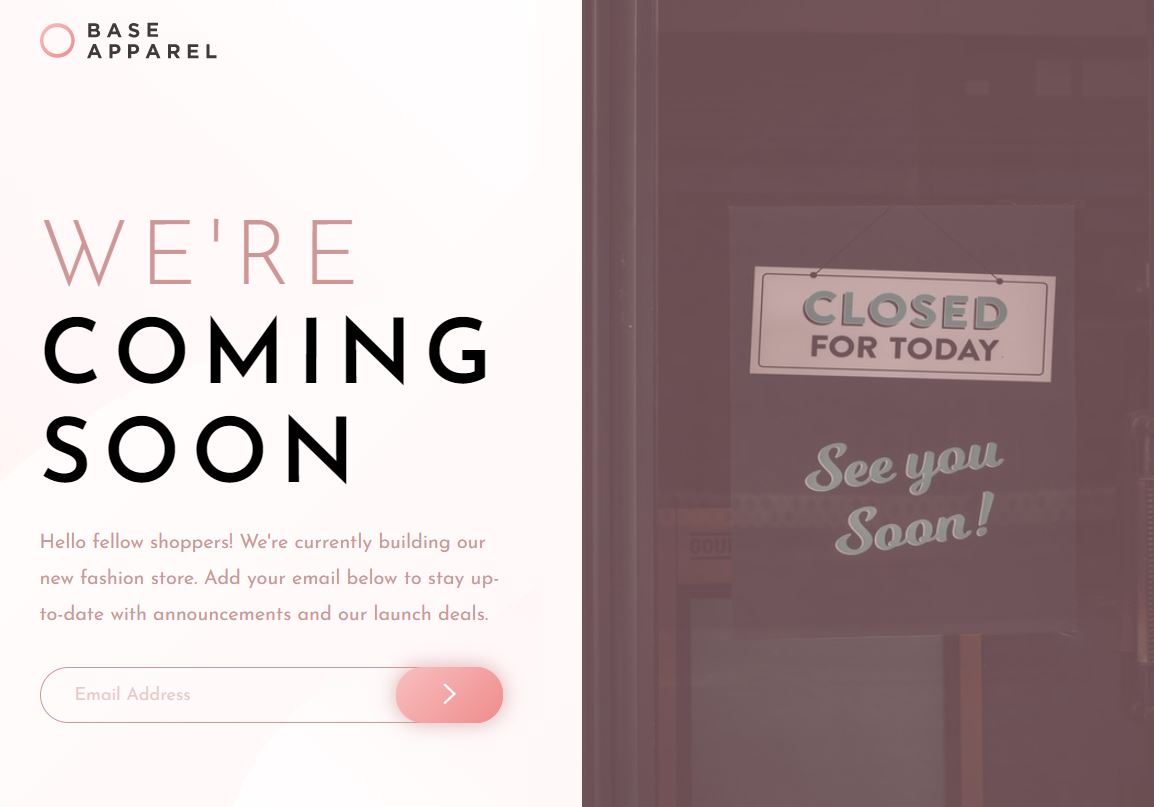 BASE
APPAREL
WE'RE
COMING
SOON
Hello fellow shoppers! We're currently building our
new fashion store. Add your email below to stay up-
to-date with announcements and our launch deals.
Email Address
CLOSED
FOR TODAY
See you
Soon!